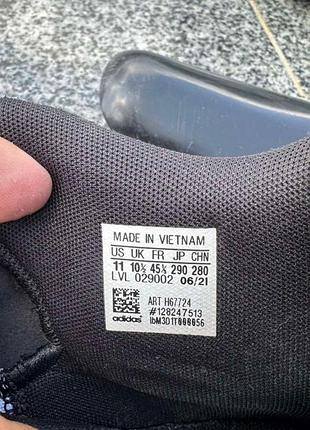 MADE IN VIETNAM
US UK FR JP CHN
11 10½ 45⅓ 290 280
LVL 029002 06/21
ART H67724
#128247513
adidas